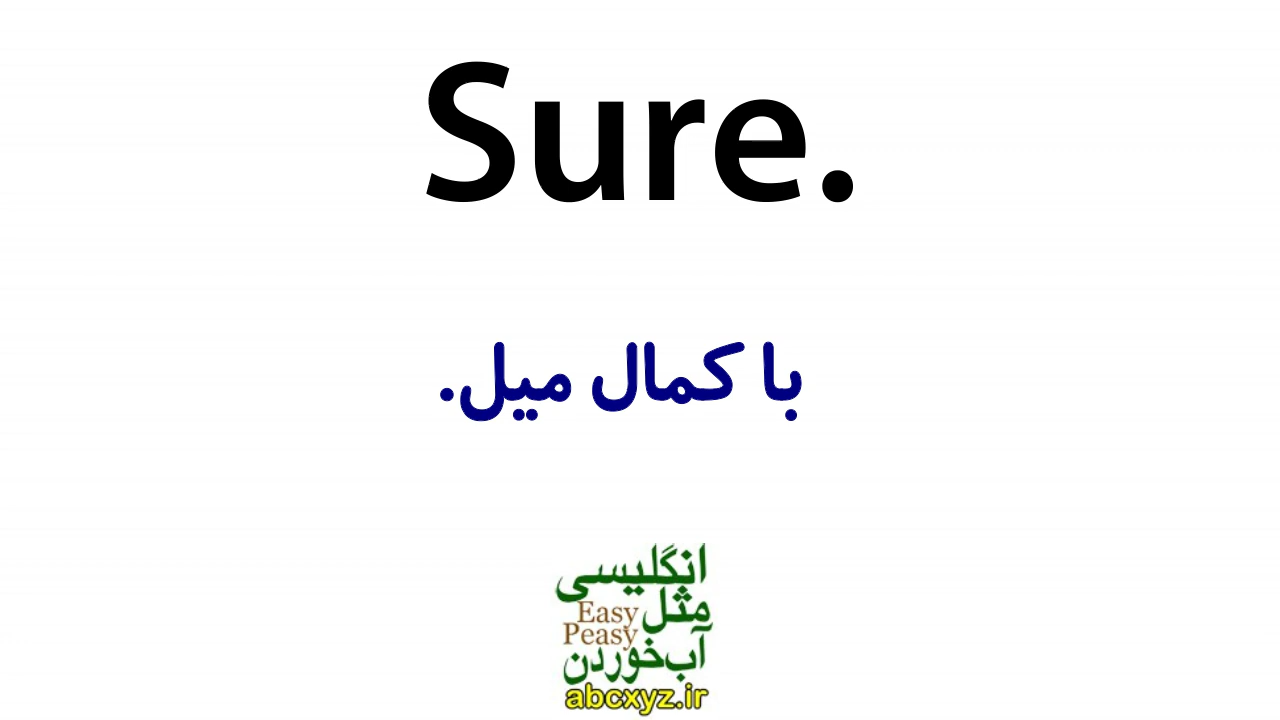 Sure.
با کمال میل.
انگلیسی
مثل
Easy
Peasy
آب‌خوردن
abcxyz.ir